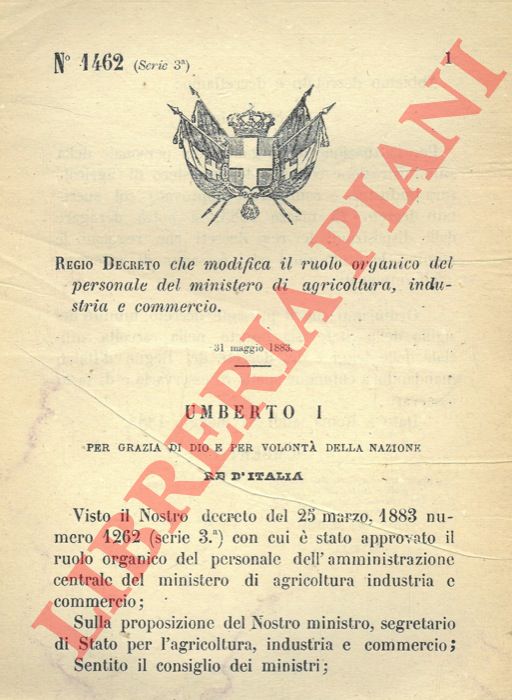 N.° 1462 (Serie 3ª)
1
REGIO DECRETO che modifica il ruolo organico del
personale del ministero di agricoltura, indu-
stria e commercio.
31 maggio 1883.
UMBERTO I
PER GRAZIA DI DIO E PER VOLONTÀ DELLA NAZIONE
RE D'ITALIA
Visto il Nostro decreto del 25 marzo 1883 nu-
mero 1262 (serie 3.ª) con cui è stato approvato il
ruolo organico del personale dell'amministrazione
centrale del ministero di agricoltura industria e
commercio;
Sulla proposizione del Nostro ministro, segretario
di Stato per l'agricoltura, industria e commercio;
Sentito il consiglio dei ministri;
LIBRERIA PIANI